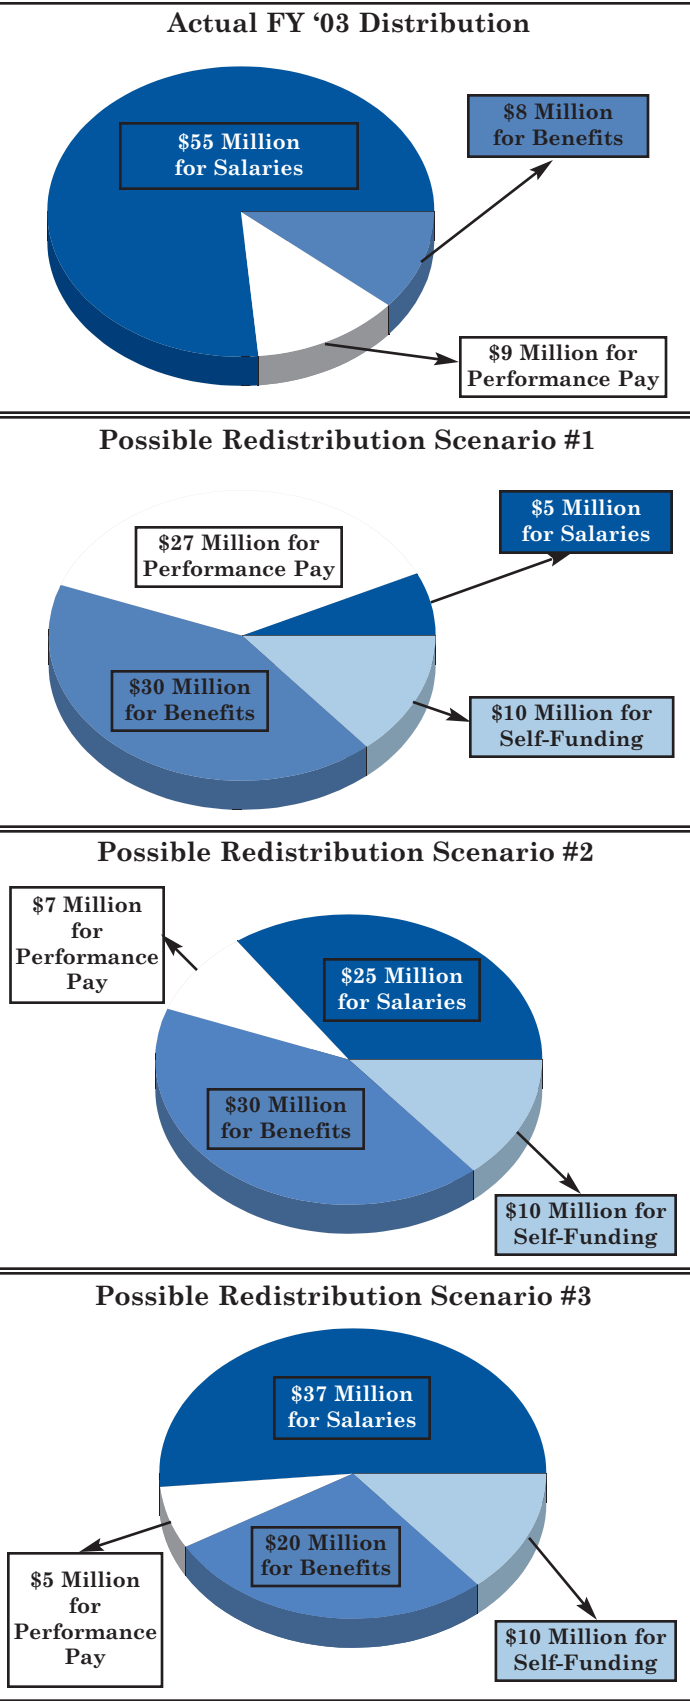 Actual FY ‘03 Distribution
$55 Million
for Salaries
$8 Million
for Benefits
$9 Million for
Performance Pay
Possible Redistribution Scenario #1
$27 Million for
Performance Pay
$5 Million
for Salaries
$30 Million
for Benefits
$10 Million for
Self-Funding
Possible Redistribution Scenario #2
$7 Million
for
Performance
Pay
$25 Million
for Salaries
$30 Million
for Benefits
$10 Million for
Self-Funding
Possible Redistribution Scenario #3
$37 Million
for Salaries
$20 Million
for Benefits
$5 Million
for
Performance
Pay
$10 Million for
Self-Funding